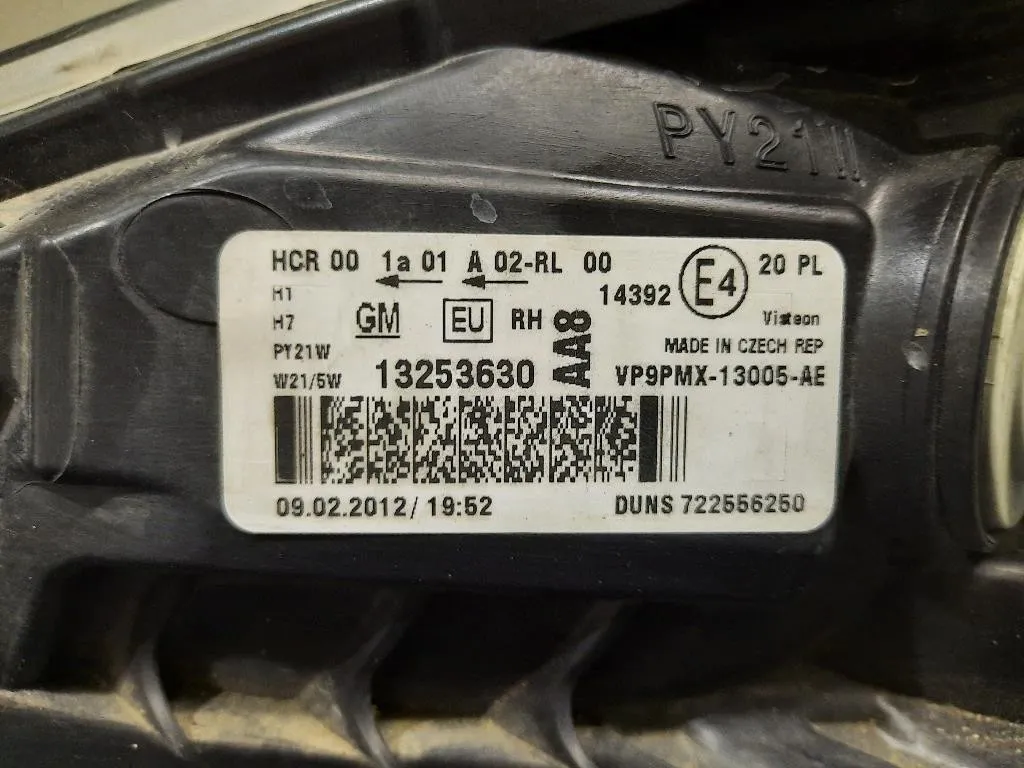 PY21W
HCR 00 1a 01 A 02-RL 00
14392 E4 20 PL
H1
H7 GM EU RH AA8 Visteon
PY21W MADE IN CZECH REP
W21/5W 13253630 VP9PMX-13005-AE
09.02.2012/ 19:52 DUNS 722556250